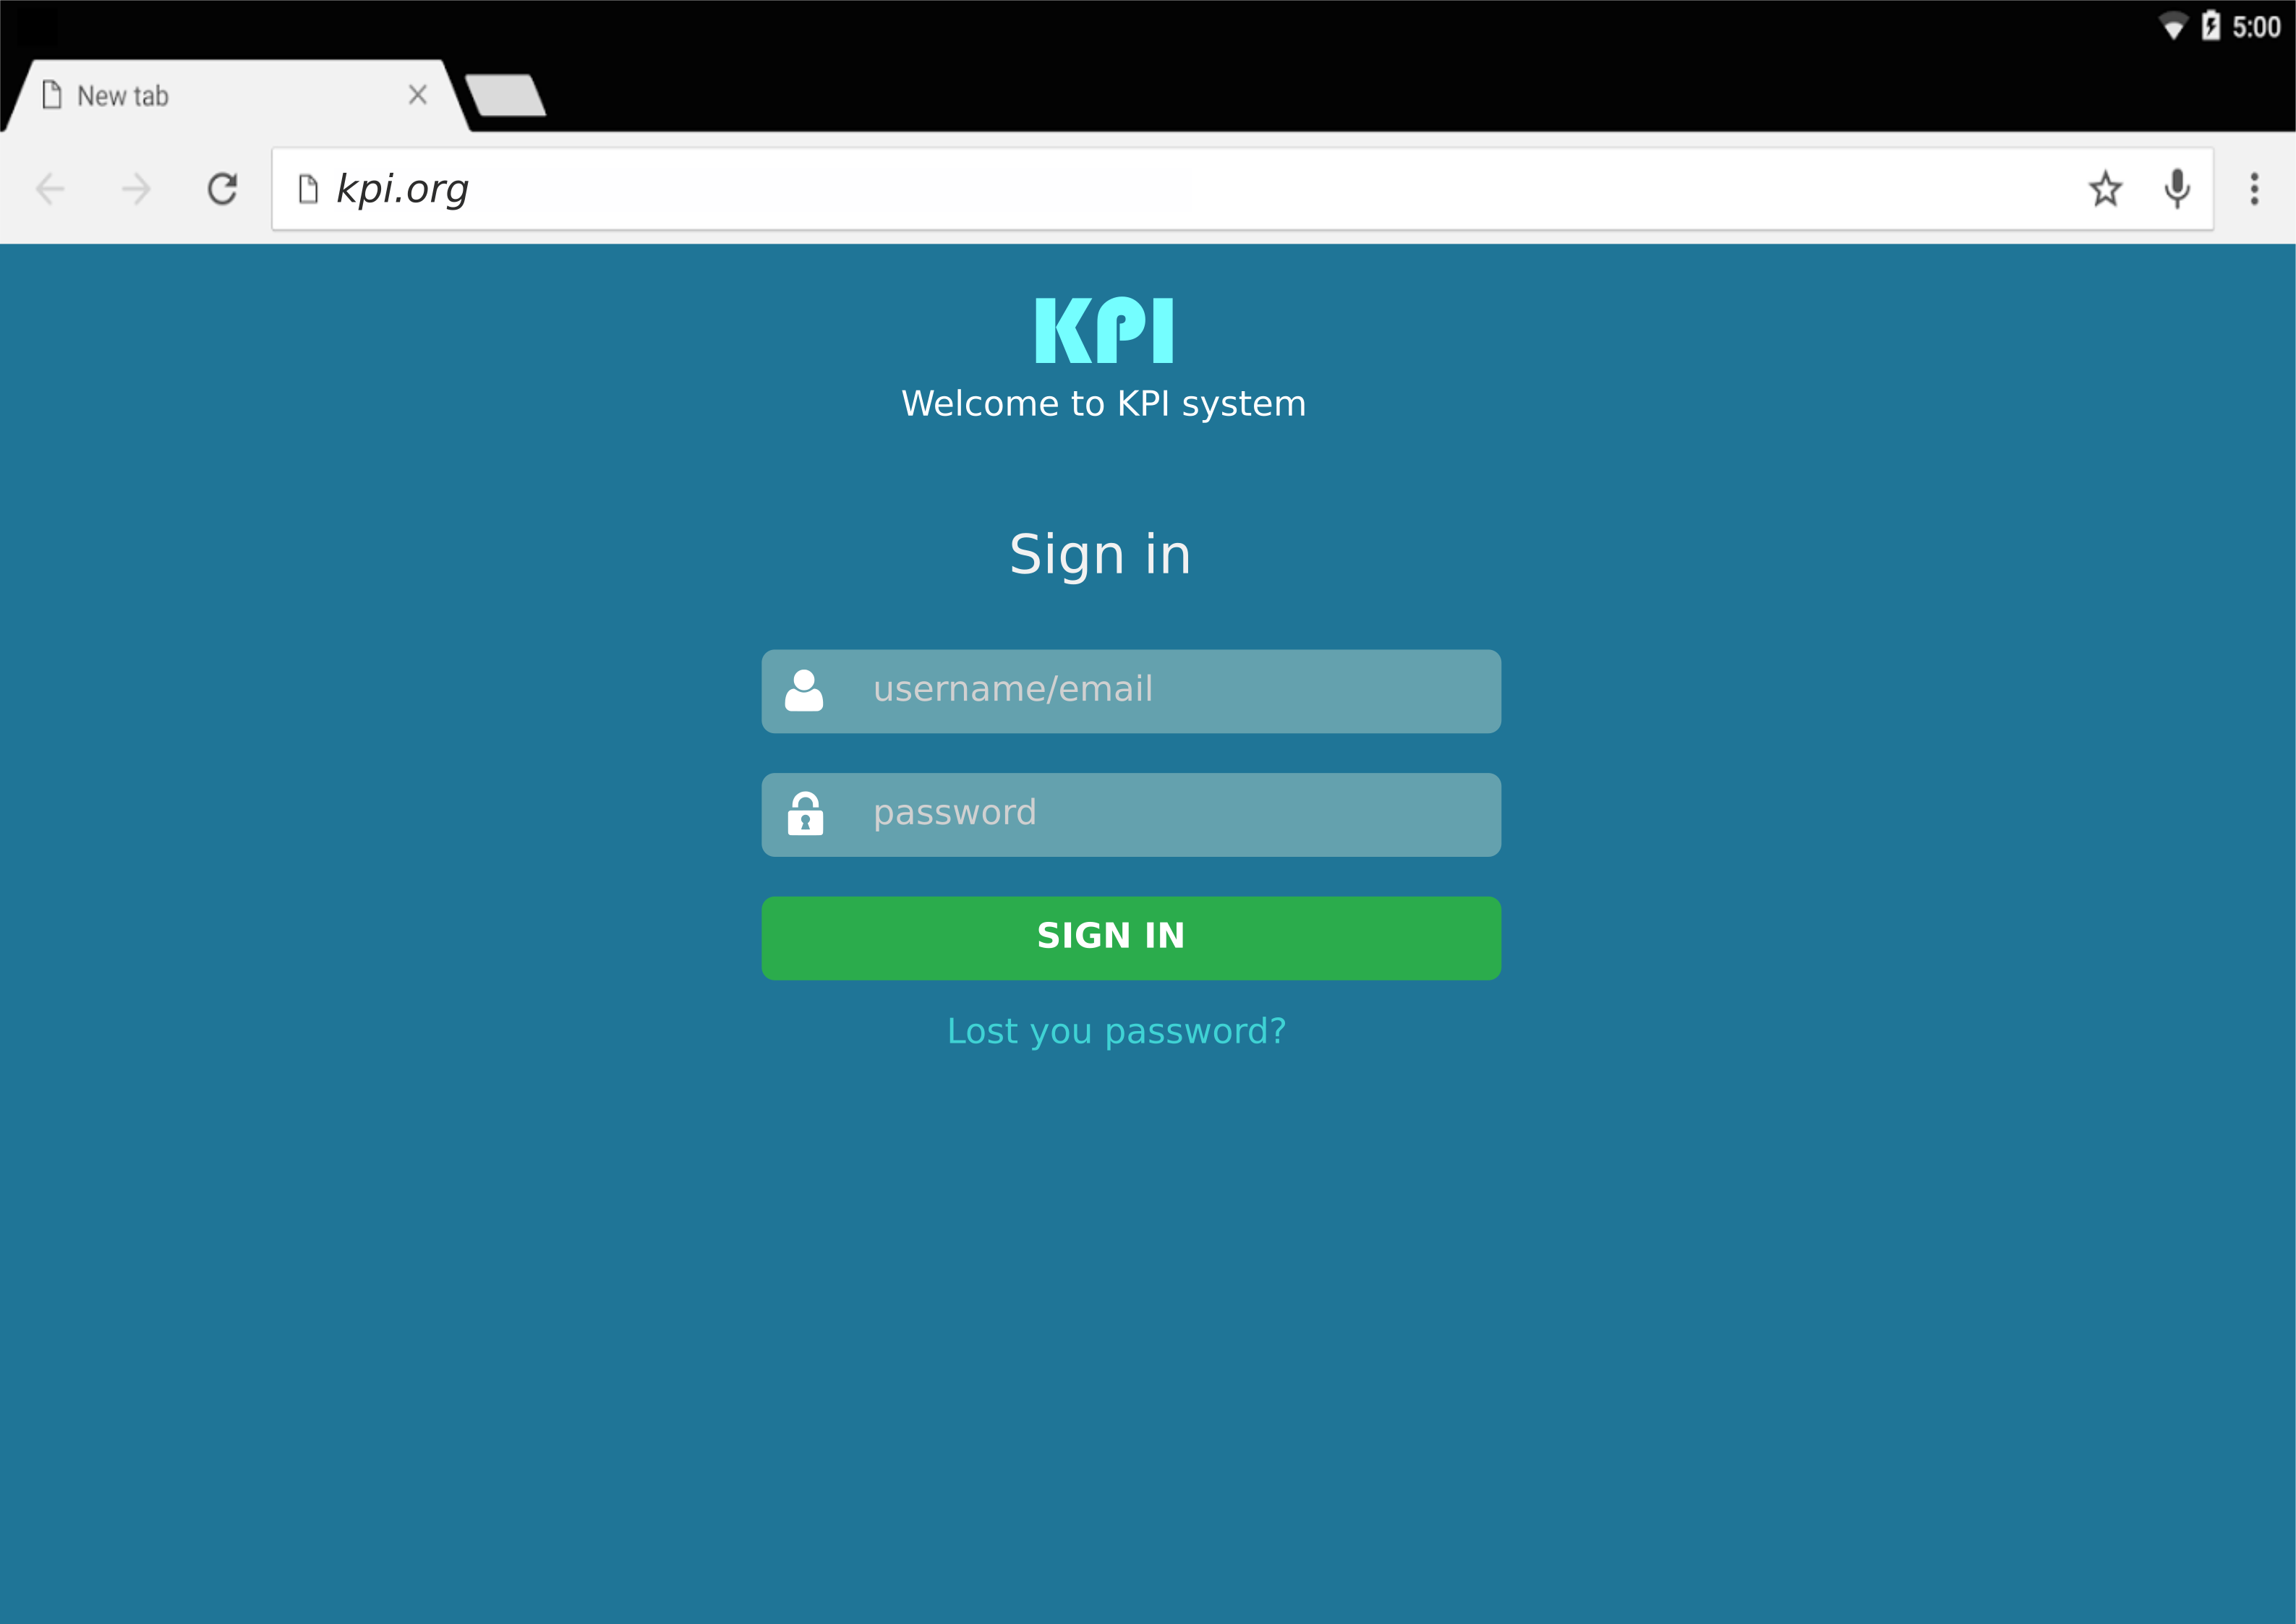 5:00
New tab
kpi.org
KPI
Welcome to KPI system
Sign in
username/email
password
SIGN IN
Lost you password?